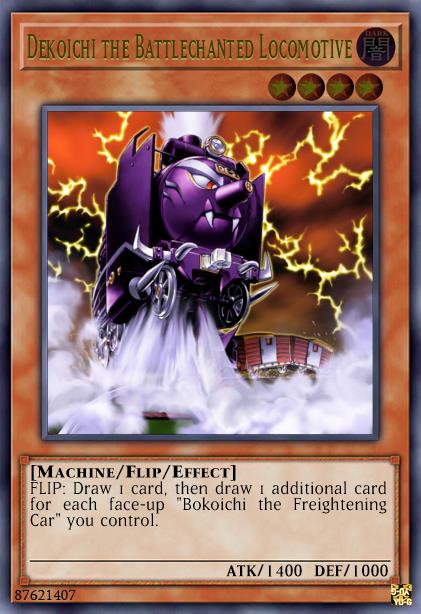 Dekoichi the Battlechanted Locomotive
DARK
闇
[Machine/Flip/Effect]
FLIP: Draw 1 card, then draw 1 additional card
for each face-up "Bokoichi the Freightening
Car" you control.
ATK/1400 DEF/1000
87621407